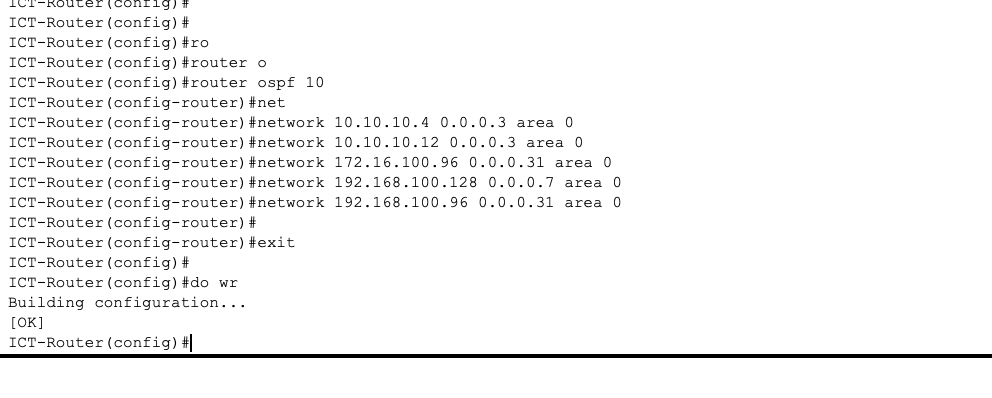 ICT-Router(config)#
ICT-Router(config)#
ICT-Router(config)#ro
ICT-Router(config)#router o
ICT-Router(config)#router ospf 10
ICT-Router(config-router)#net
ICT-Router(config-router)#network 10.10.10.4 0.0.0.3 area 0
ICT-Router(config-router)#network 10.10.10.12 0.0.0.3 area 0
ICT-Router(config-router)#network 172.16.100.96 0.0.0.31 area 0
ICT-Router(config-router)#network 192.168.100.128 0.0.0.7 area 0
ICT-Router(config-router)#network 192.168.100.96 0.0.0.31 area 0
ICT-Router(config-router)#
ICT-Router(config-router)#exit
ICT-Router(config)#
ICT-Router(config)#do wr
Building configuration...
[OK]
ICT-Router(config)#